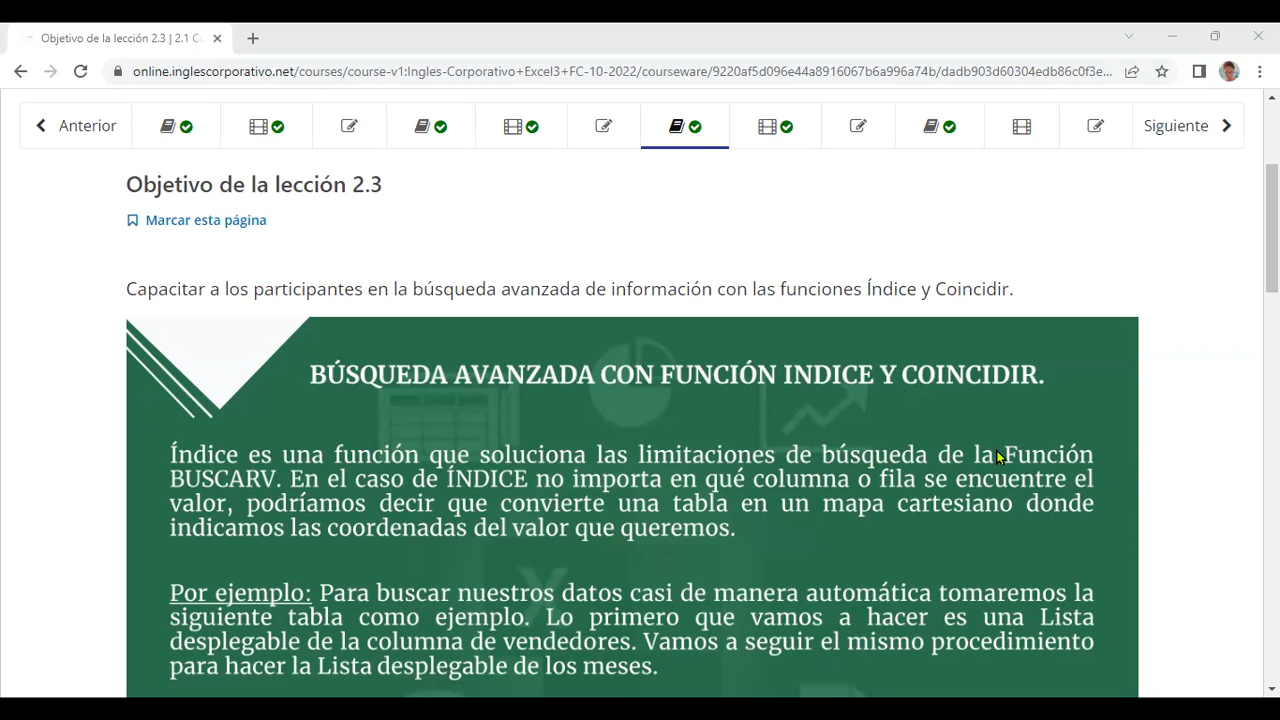 Objetivo de la lección 2.3 | 2.1 Co
online.inglescorporativo.net/courses/course-v1:Ingles-Corporativo+Excel3+FC-10-2022/courseware/9220af5d096e44a8916067b6a996a74b/dadb903d60304edb86c0f3e...
Anterior
Siguiente
Objetivo de la lección 2.3
Marcar esta página
Capacitar a los participantes en la búsqueda avanzada de información con las funciones Índice y Coincidir.
BÚSQUEDA AVANZADA CON FUNCIÓN INDICE Y COINCIDIR.
Índice es una función que soluciona las limitaciones de búsqueda de la Función
BUSCARV. En el caso de ÍNDICE no importa en qué columna o fila se encuentre el
valor, podríamos decir que convierte una tabla en un mapa cartesiano donde
indicamos las coordenadas del valor que queremos.
Por ejemplo: Para buscar nuestros datos casi de manera automática tomaremos la
siguiente tabla como ejemplo. Lo primero que vamos a hacer es una Lista
desplegable de la columna de vendedores. Vamos a seguir el mismo procedimiento
para hacer la Lista desplegable de los meses.